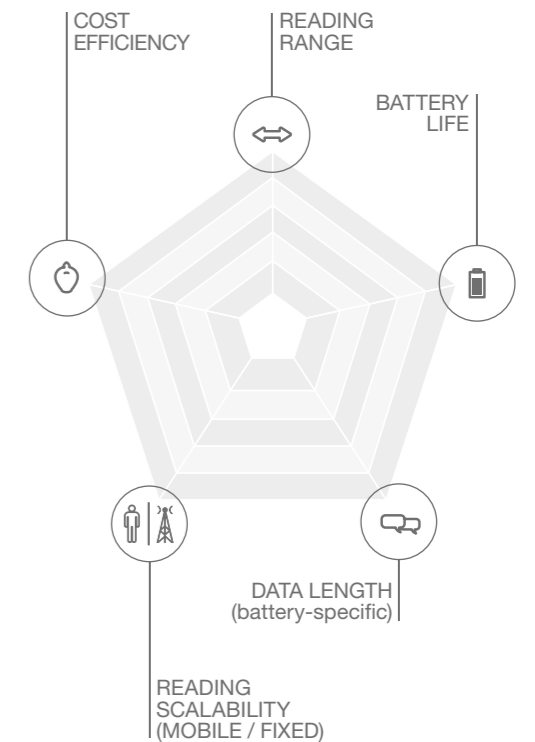 COST
EFFICIENCY
READING
RANGE
BATTERY
LIFE
DATA LENGTH
(battery-specific)
READING
SCALABILITY
(MOBILE / FIXED)